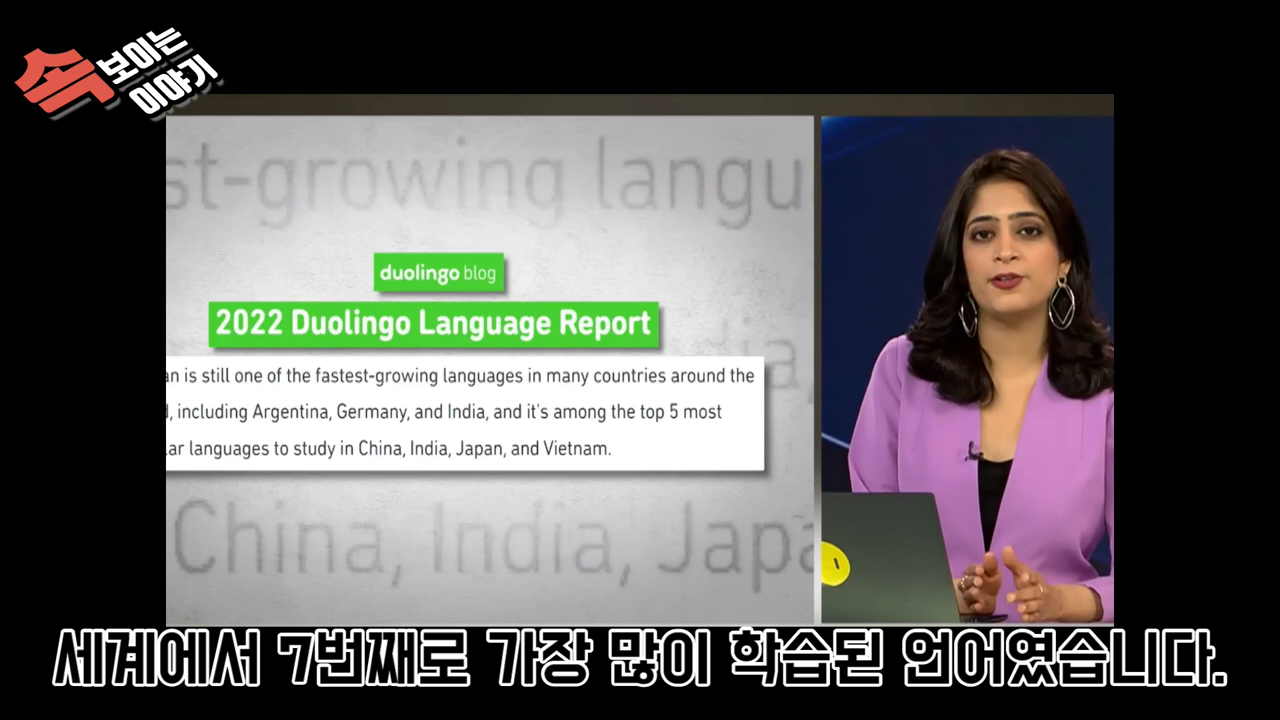 속
보이는
이야기
st-growing langu
duolingo blog
2022 Duolingo Language Report
an is still one of the fastest-growing languages in many countries around the
, including Argentina, Germany, and India, and it's among the top 5 most
lar languages to study in China, India, Japan, and Vietnam.
dia,
China, India, Japa
세계에서 7번째로 가장 많이 학습된 언어였습니다.